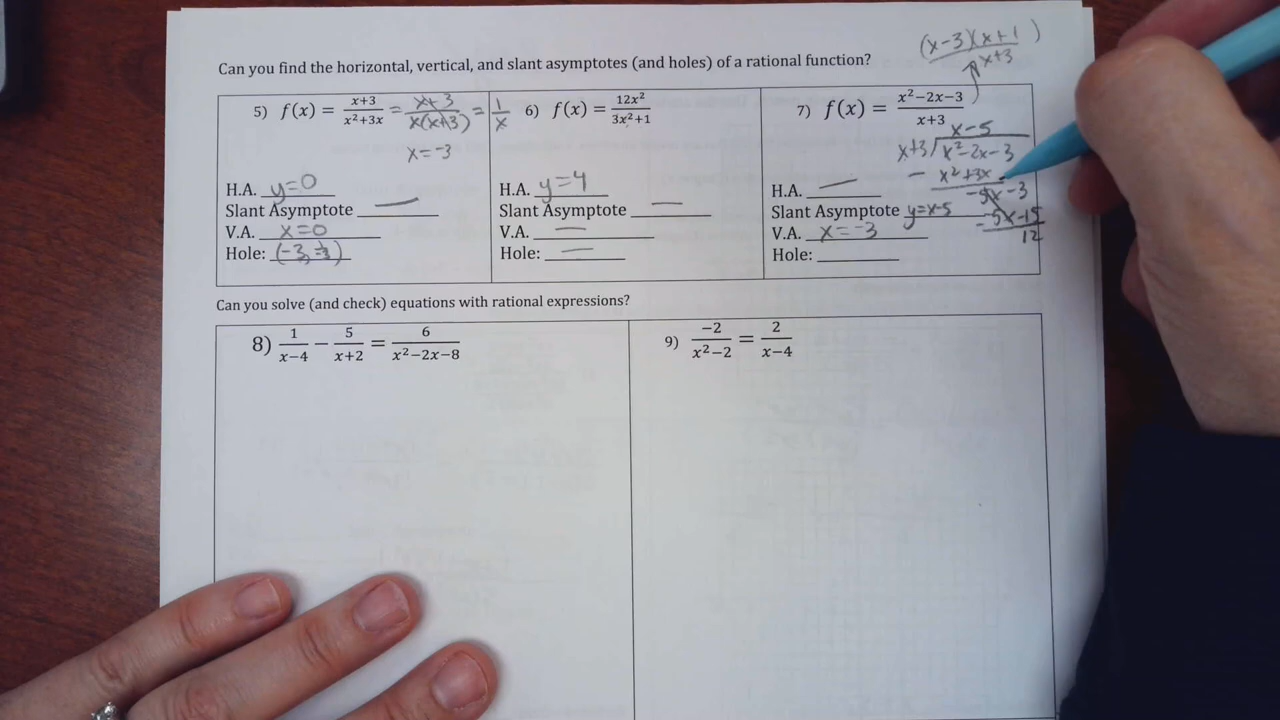 (x-3)(x+1)
x+3
Can you find the horizontal, vertical, and slant asymptotes (and holes) of a rational function?
5) f(x) = x+3 / x²+3x = x+3 / x(x+3) = 1/x
x=-3
H.A. y=0
Slant Asymptote —
V.A. x=0
Hole: (-3, -1/3)
6) f(x) = 12x² / 3x²+1
H.A. y=4
Slant Asymptote —
V.A. —
Hole: —
7) f(x) = x²-2x-3 / x+3
x-5
x+3 x²-2x-3
- x²+3x
-5x-3
- -5x-15
12
H.A. —
Slant Asymptote y=x-5
V.A. x=-3
Hole:
Can you solve (and check) equations with rational expressions?
8) 1/x-4 − 5/x+2 = 6/x²-2x-8
9) -2/x²-2 = 2/x-4